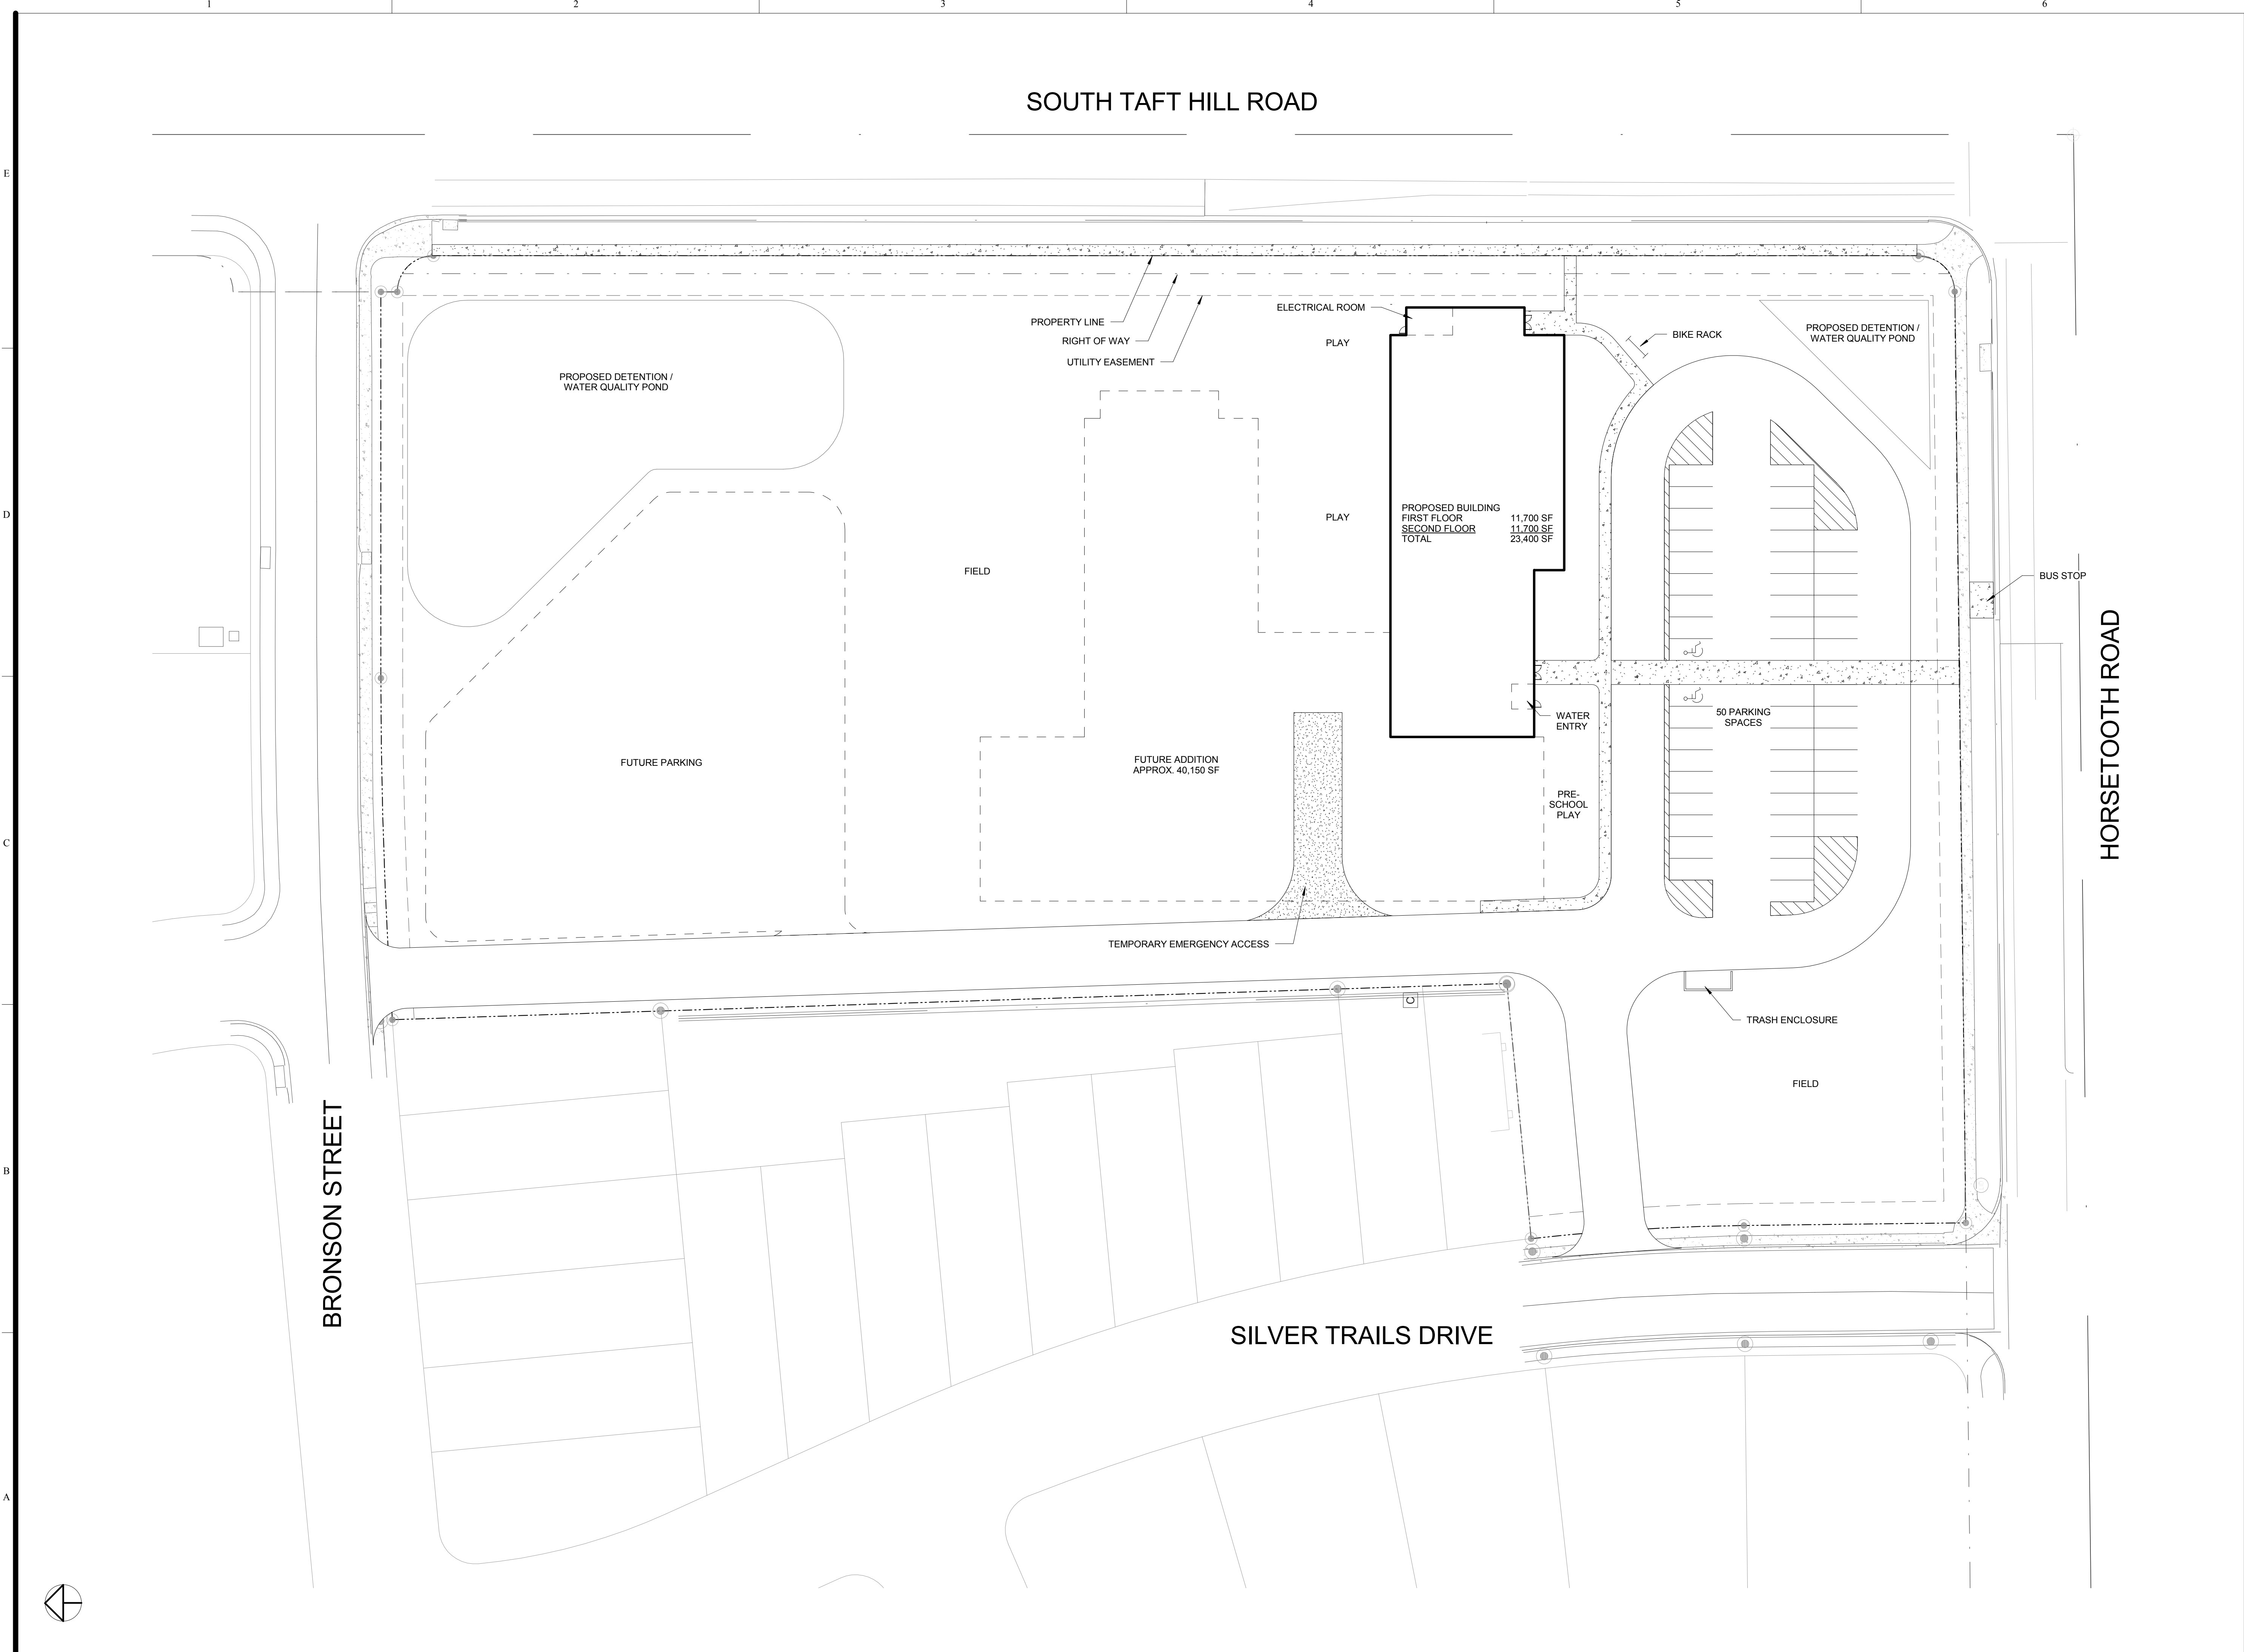 1 2 3 4 5 6
SOUTH TAFT HILL ROAD
E
ELECTRICAL ROOM
PROPERTY LINE
RIGHT OF WAY
UTILITY EASEMENT
PLAY
BIKE RACK
PROPOSED DETENTION /
WATER QUALITY POND
PROPOSED DETENTION /
WATER QUALITY POND
D
PLAY
PROPOSED BUILDING
FIRST FLOOR 11,700 SF
SECOND FLOOR 11,700 SF
TOTAL 23,400 SF
FIELD
BUS STOP
HORSETOOTH ROAD
WATER
ENTRY
50 PARKING
SPACES
FUTURE PARKING
FUTURE ADDITION
APPROX. 40,150 SF
PRE-
SCHOOL
PLAY
C
TEMPORARY EMERGENCY ACCESS
C
TRASH ENCLOSURE
FIELD
B
BRONSON STREET
SILVER TRAILS DRIVE
A